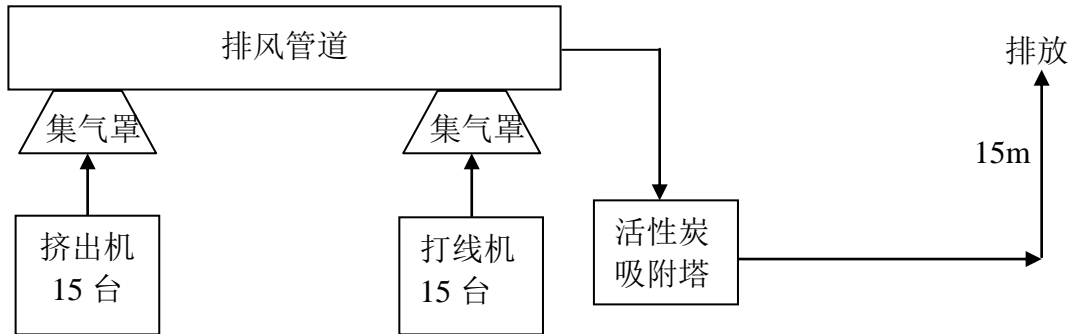 排风管道
排放
集气罩
集气罩
15m
挤出机
15 台
打线机
15 台
活性炭
吸附塔